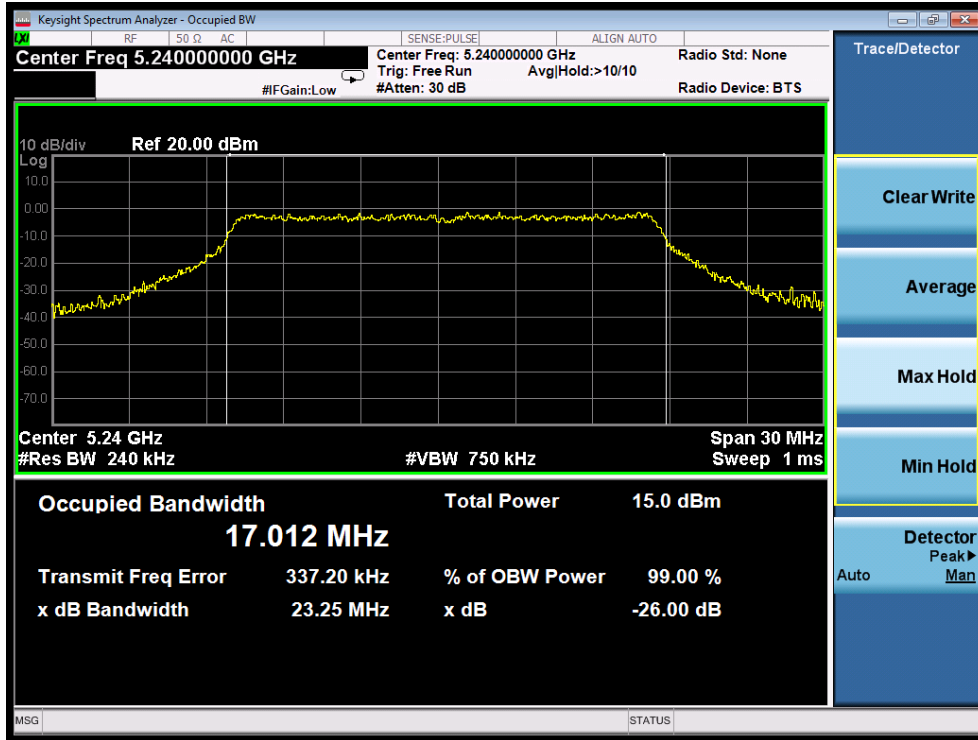 Keysight Spectrum Analyzer - Occupied BW
LXI RF 50 Ω AC SENSE:PULSE ALIGN AUTO
Center Freq 5.240000000 GHz
#IFGain:Low
Center Freq: 5.240000000 GHz
Trig: Free Run Avg|Hold:>10/10
#Atten: 30 dB
Radio Std: None
Radio Device: BTS
10 dB/div Ref 20.00 dBm
Log
10.0
0.00
-10.0
-20.0
-30.0
-40.0
-50.0
-60.0
-70.0
Center 5.24 GHz Span 30 MHz
#Res BW 240 kHz #VBW 750 kHz Sweep 1 ms
Occupied Bandwidth Total Power 15.0 dBm
17.012 MHz
Transmit Freq Error 337.20 kHz % of OBW Power 99.00 %
x dB Bandwidth 23.25 MHz x dB -26.00 dB
Trace/Detector
Clear Write
Average
Max Hold
Min Hold
Detector
Peak▶
Auto Man
MSG STATUS